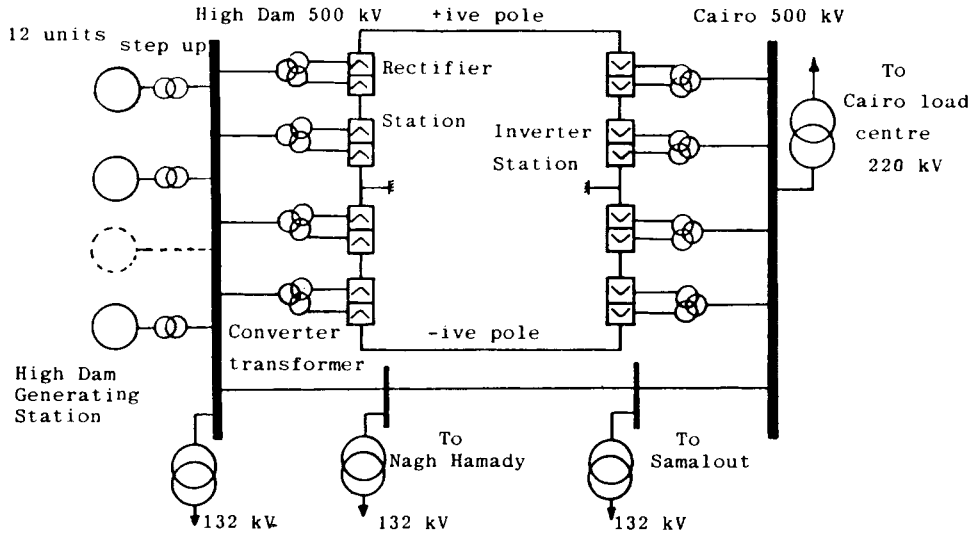 High Dam 500 kV
+ive pole
Cairo 500 kV
12 units
step up
Rectifier
Station
Inverter
Station
To
Cairo load
centre
220 kV
Converter
transformer
-ive pole
High Dam
Generating
Station
To
Nagh Hamady
To
Samalout
132 kV
132 kV
132 kV